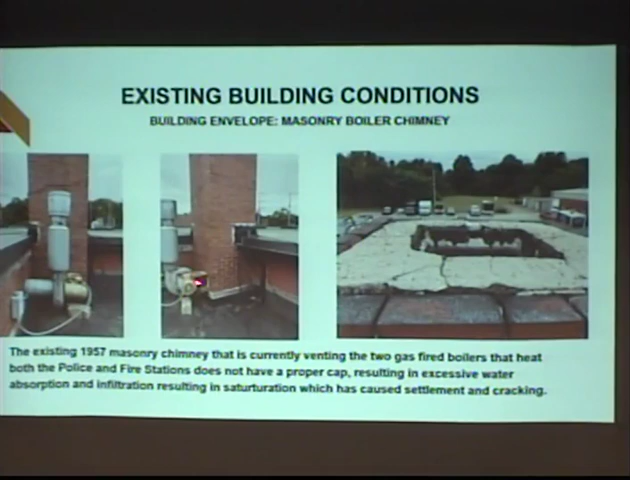 EXISTING BUILDING CONDITIONS
BUILDING ENVELOPE: MASONRY BOILER CHIMNEY
The existing 1957 masonry chimney that is currently venting the two gas fired boilers that heat
both the Police and Fire Stations does not have a proper cap, resulting in excessive water
absorption and infiltration resulting in saturturation which has caused settlement and cracking.